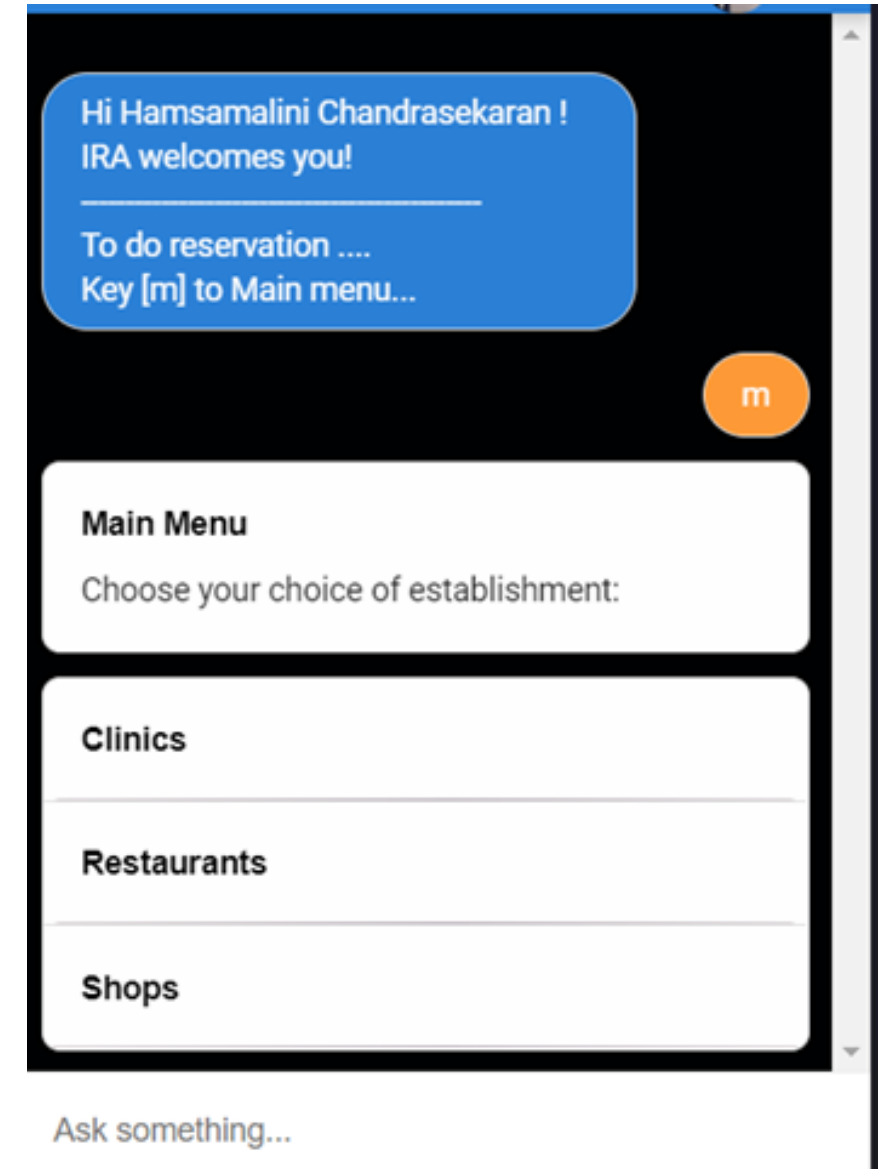 Hi Hamsamalini Chandrasekaran !
IRA welcomes you!
----------------------------------------
To do reservation ....
Key [m] to Main menu...
m
Main Menu
Choose your choice of establishment:
Clinics
Restaurants
Shops
Ask something...